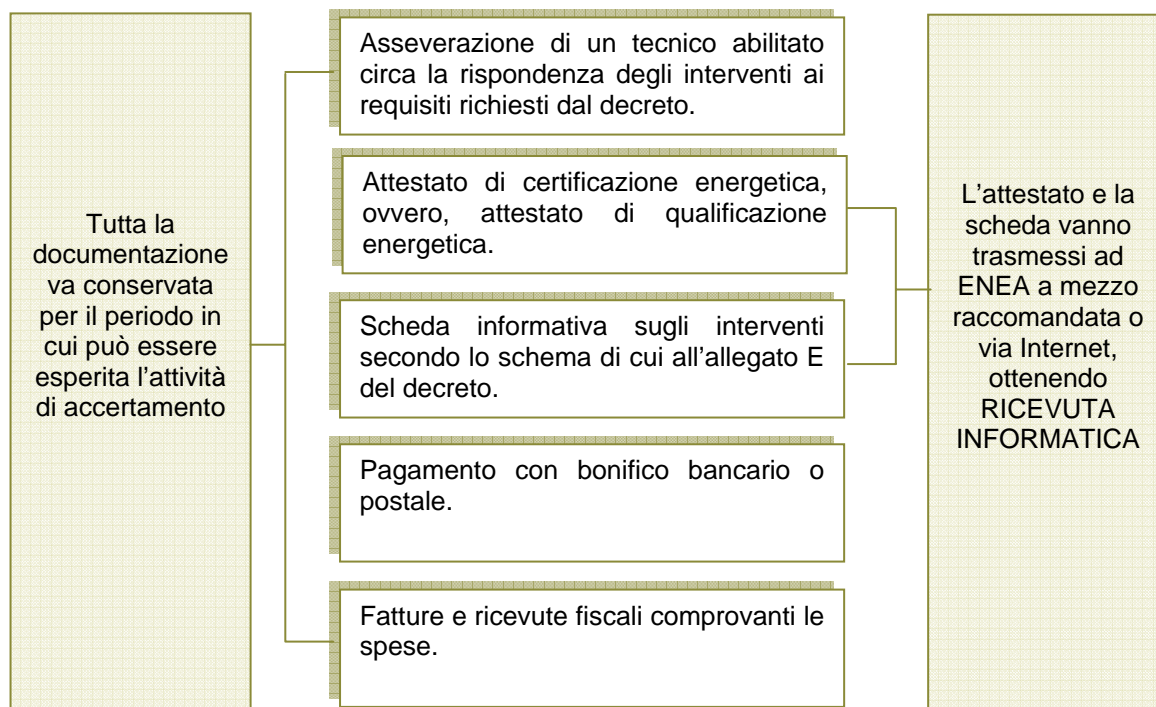 Tutta la
documentazione
va conservata
per il periodo in
cui può essere
esperita l'attività
di accertamento
Asseverazione di un tecnico abilitato
circa la rispondenza degli interventi ai
requisiti richiesti dal decreto.
Attestato di certificazione energetica,
ovvero, attestato di qualificazione
energetica.
Scheda informativa sugli interventi
secondo lo schema di cui all'allegato E
del decreto.
Pagamento con bonifico bancario o
postale.
Fatture e ricevute fiscali comprovanti le
spese.
L'attestato e la
scheda vanno
trasmessi ad
ENEA a mezzo
raccomandata o
via Internet,
ottenendo
RICEVUTA
INFORMATICA